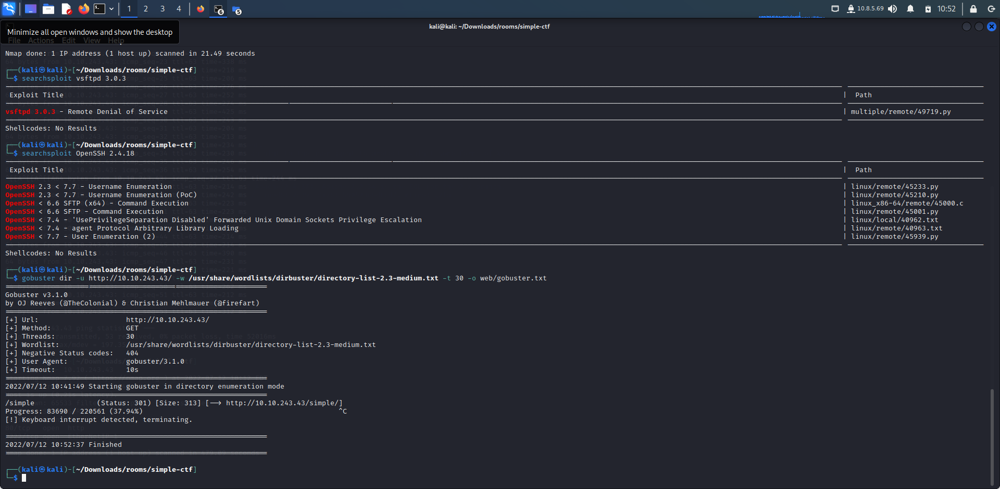 1 2 3 4 6 5 10.8.5.69 10:52
Minimize all open windows and show the desktop
kali@kali: ~/Downloads/rooms/simple-ctf
File Actions Edit View Help
Nmap done: 1 IP address (1 host up) scanned in 21.49 seconds
┌──(kali㉿kali)-[~/Downloads/rooms/simple-ctf]
└─$ searchsploit vsftpd 3.0.3
Exploit Title | Path
vsftpd 3.0.3 - Remote Denial of Service | multiple/remote/49719.py
Shellcodes: No Results
┌──(kali㉿kali)-[~/Downloads/rooms/simple-ctf]
└─$ searchsploit OpenSSH 2.4.18
Exploit Title | Path
OpenSSH 2.3 < 7.7 - Username Enumeration | linux/remote/45233.py
OpenSSH 2.3 < 7.7 - Username Enumeration (PoC) | linux/remote/45210.py
OpenSSH < 6.6 SFTP (x64) - Command Execution | linux_x86-64/remote/45000.c
OpenSSH < 6.6 SFTP - Command Execution | linux/remote/45001.py
OpenSSH < 7.4 - 'UsePrivilegeSeparation Disabled' Forwarded Unix Domain Sockets Privilege Escalation | linux/local/40962.txt
OpenSSH < 7.4 - agent Protocol Arbitrary Library Loading | linux/remote/40963.txt
OpenSSH < 7.7 - User Enumeration (2) | linux/remote/45939.py
Shellcodes: No Results
┌──(kali㉿kali)-[~/Downloads/rooms/simple-ctf]
└─$ gobuster dir -u http://10.10.243.43/ -w /usr/share/wordlists/dirbuster/directory-list-2.3-medium.txt -t 30 -o web/gobuster.txt
Gobuster v3.1.0
by OJ Reeves (@TheColonial) & Christian Mehlmauer (@firefart)
[+] Url: http://10.10.243.43/
[+] Method: GET
[+] Threads: 30
[+] Wordlist: /usr/share/wordlists/dirbuster/directory-list-2.3-medium.txt
[+] Negative Status codes: 404
[+] User Agent: gobuster/3.1.0
[+] Timeout: 10s
2022/07/12 10:41:49 Starting gobuster in directory enumeration mode
/simple (Status: 301) [Size: 313] [--> http://10.10.243.43/simple/]
Progress: 83690 / 220561 (37.94%) ^C
[!] Keyboard interrupt detected, terminating.
2022/07/12 10:52:37 Finished
┌──(kali㉿kali)-[~/Downloads/rooms/simple-ctf]
└─$